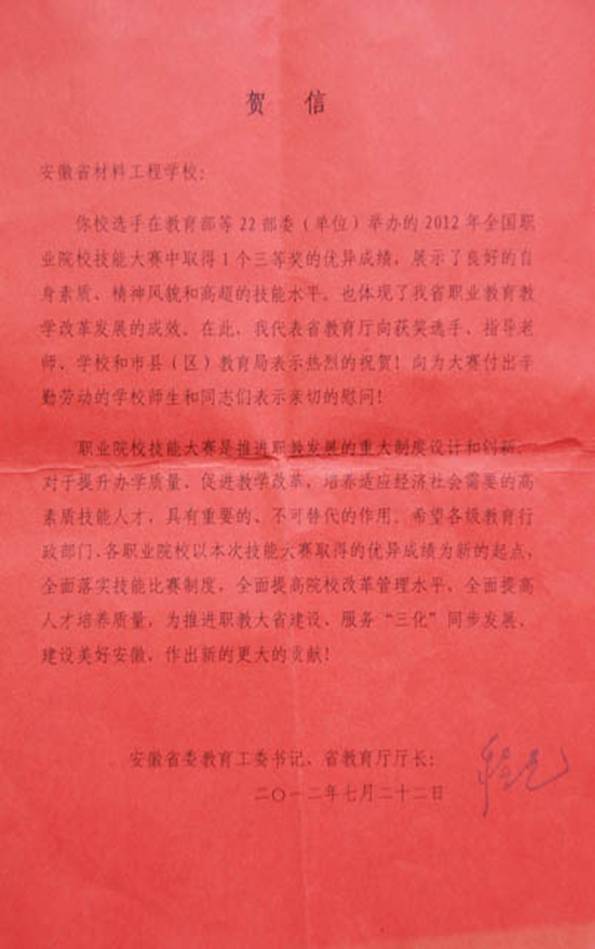 贺 信
安徽省材料工程学校：
你校选手在教育部等22部委（单位）举办的2012年全国职
业院校技能大赛中取得1个三等奖的优异成绩，展示了良好的自
身素质、精神风貌和高超的技能水平。也体现了我省职业教育教
学改革发展的成效。在此，我代表省教育厅向获奖选手、指导老
师、学校和市县（区）教育局表示热烈的祝贺！向为大赛付出辛
勤劳动的学校师生和同志们表示亲切的慰问！
职业院校技能大赛是推进职教发展的重大制度设计和创新，
对于提升办学质量、促进教学改革，培养适应经济社会需要的高
素质技能人才，具有重要的、不可替代的作用。希望各级教育行
政部门、各职业院校以本次技能大赛取得的优异成绩为新的起点，
全面落实技能比赛制度，全面提高院校改革管理水平，全面提高
人才培养质量，为推进职教大省建设、服务“三化”同步发展、
建设美好安徽，作出新的更大的贡献！
安徽省委教育工委书记、省教育厅厅长：
二〇一二年七月二十二日